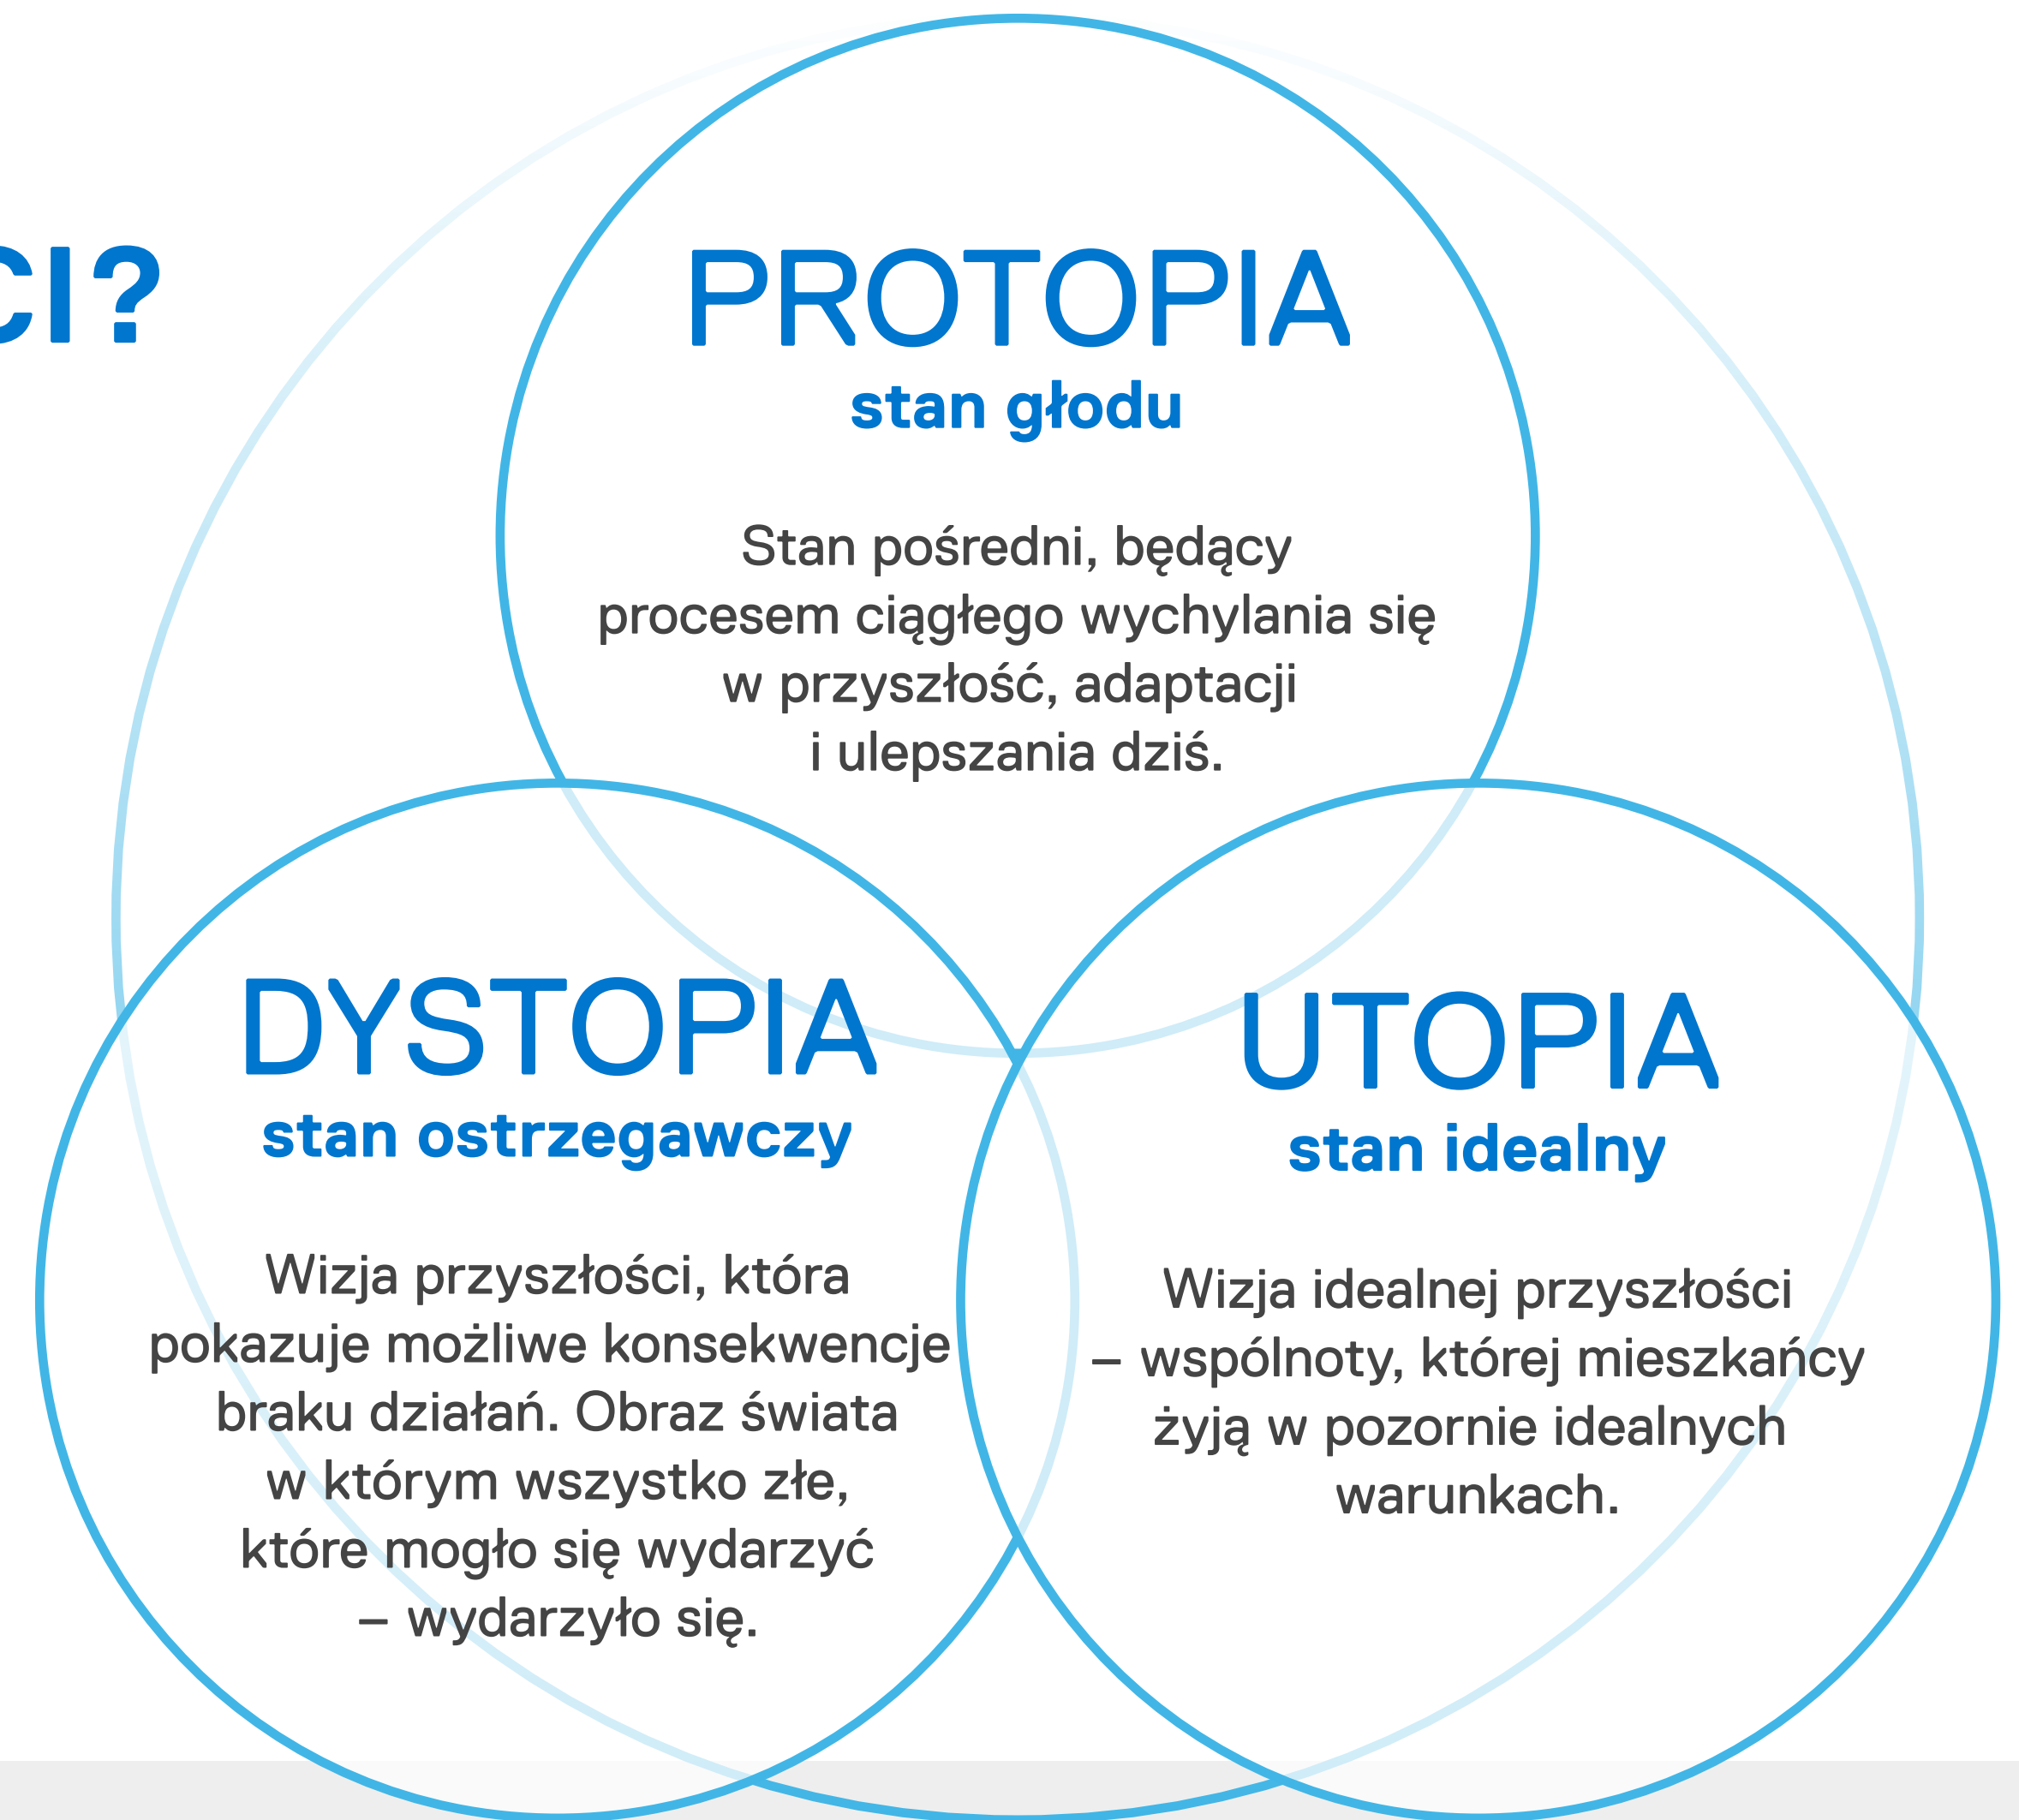 CI?
PROTOPIA
stan głodu
Stan pośredni, będący
procesem ciągłego wychylania się
w przyszłość, adaptacji
i ulepszania dziś.
DYSTOPIA
stan ostrzegawczy
Wizja przyszłości, która
pokazuje możliwe konsekwencje
braku działań. Obraz świata
w którym wszystko złe,
które mogło się wydarzyć
– wydarzyło się.
UTOPIA
stan idealny
Wizja idealnej przyszłości
– wspólnoty, której mieszkańcy
żyją w pozornie idealnych
warunkach.